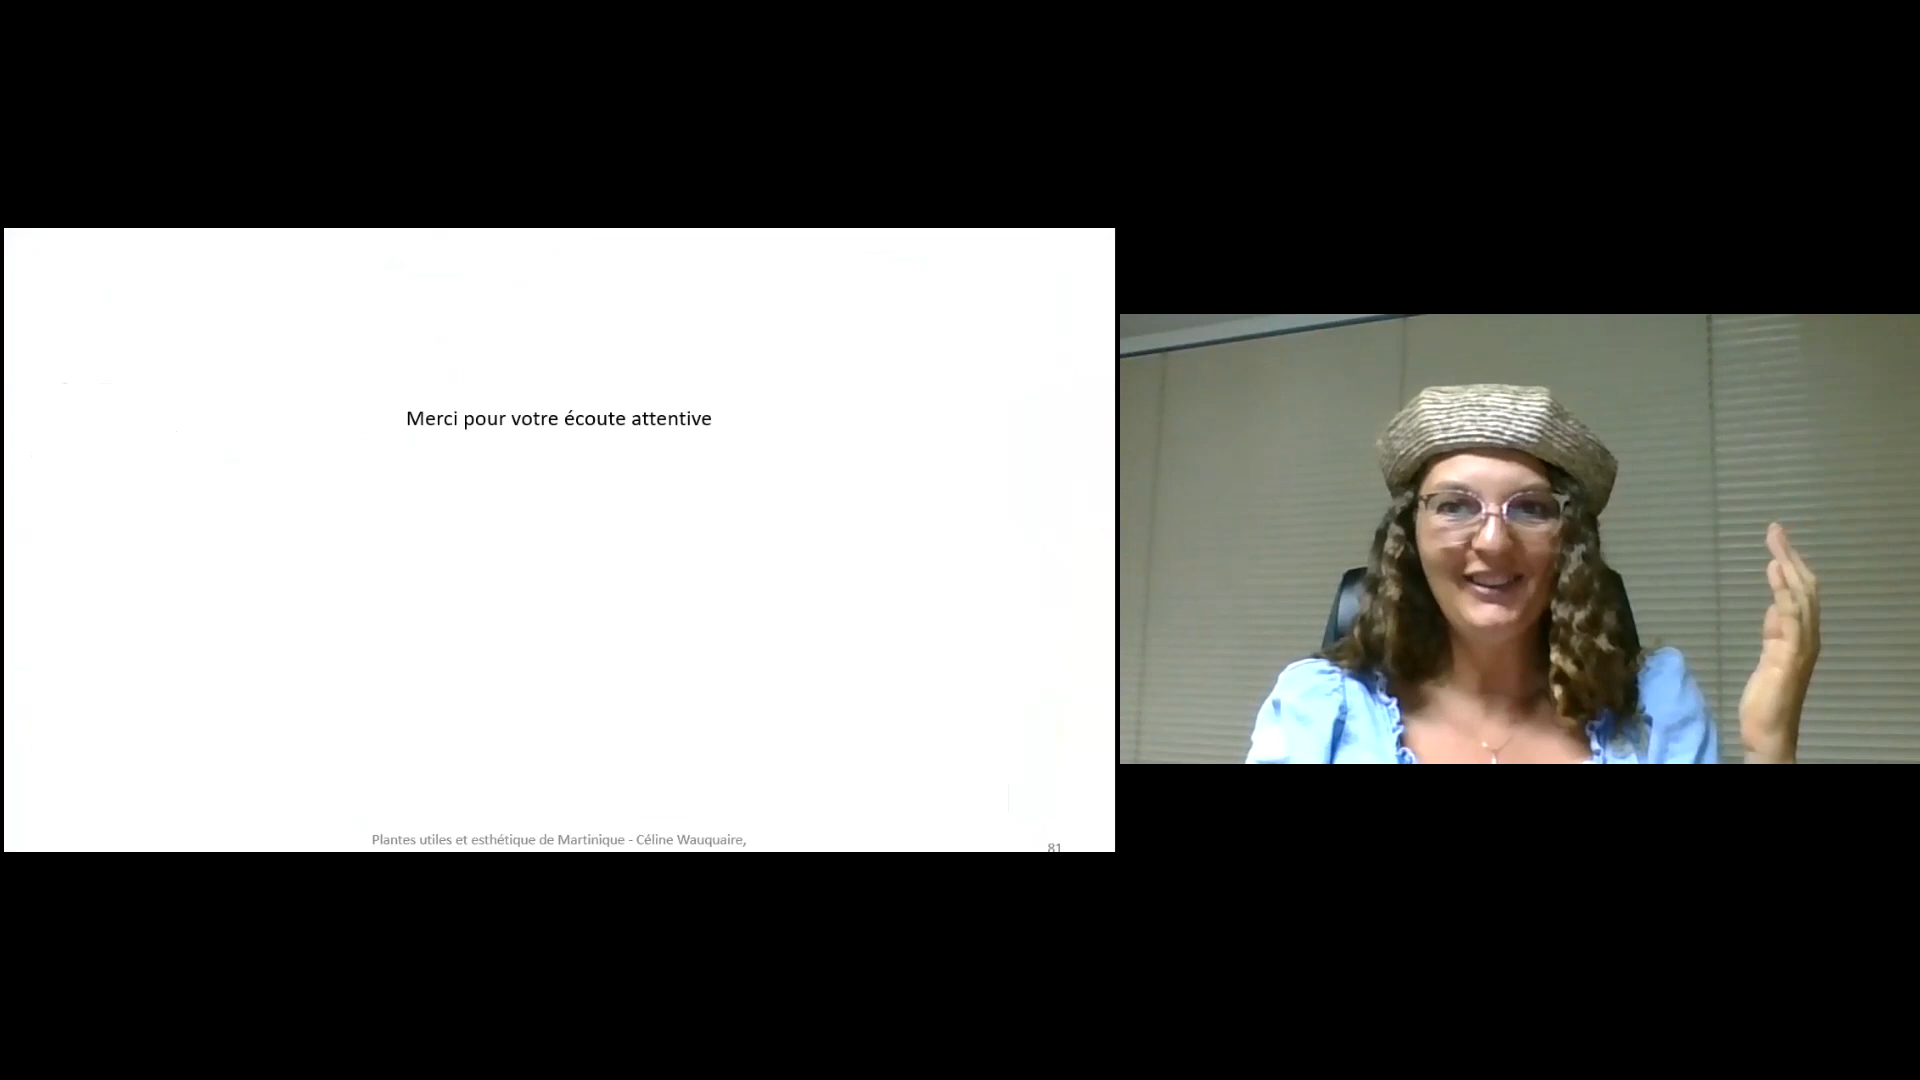 Merci pour votre écoute attentive
Plantes utiles et esthétique de Martinique - Céline Wauquaire,
81